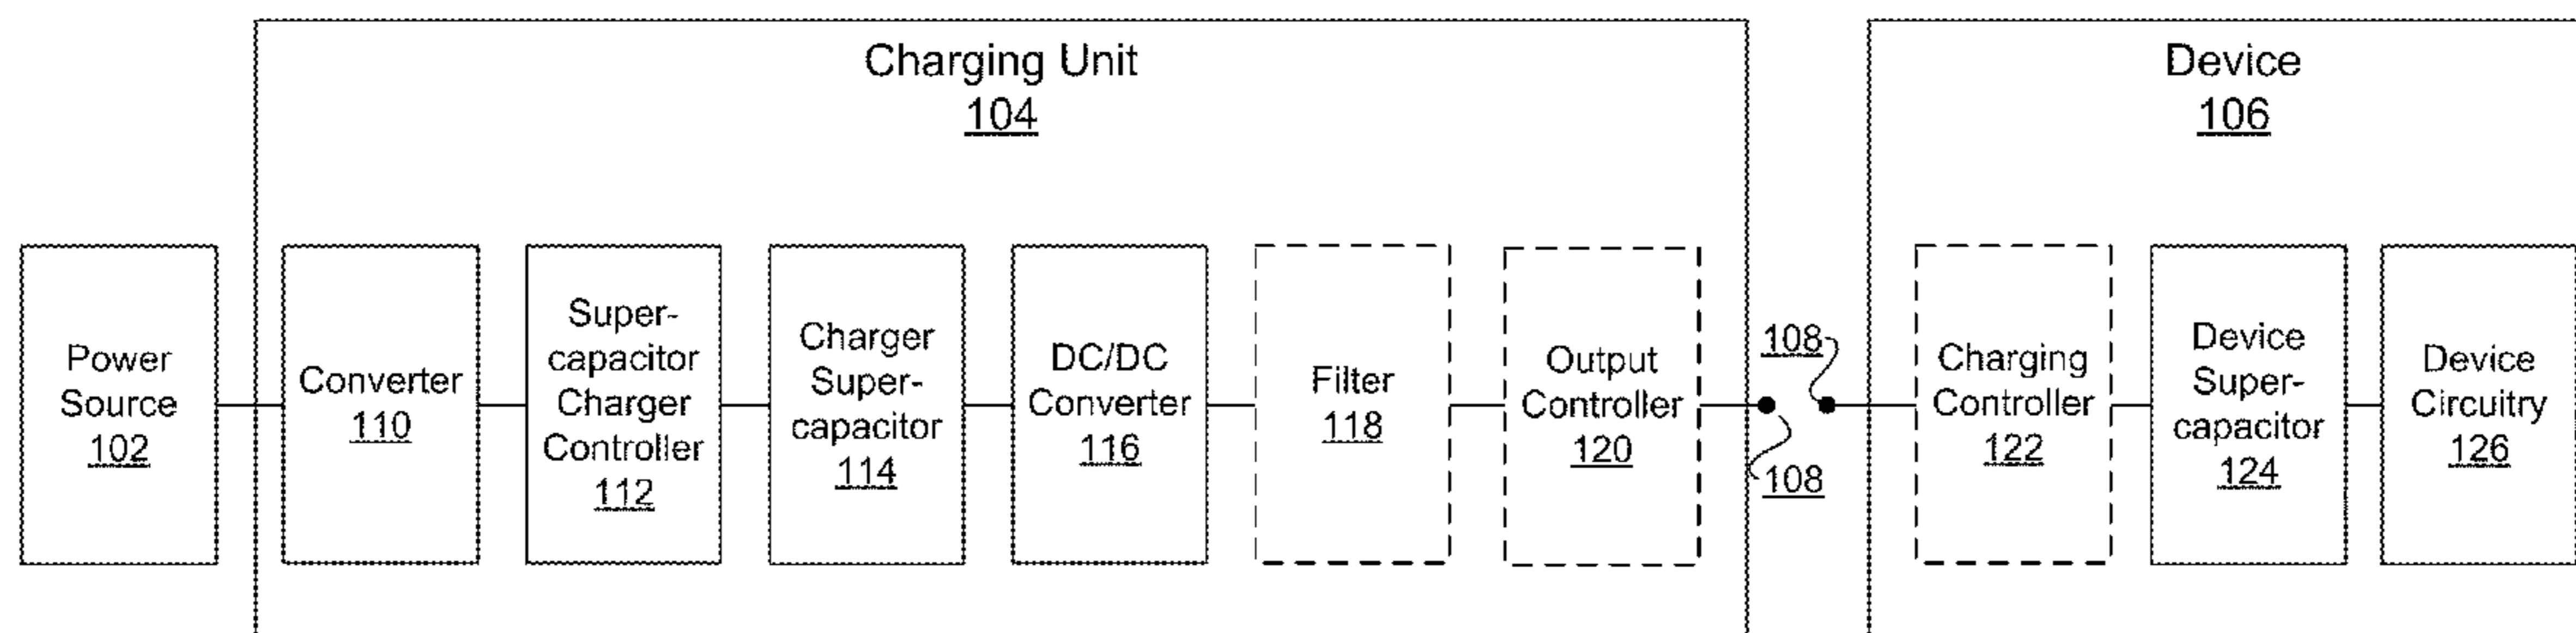 Charging Unit
104
Device
106
Power
Source
102
Converter
110
Super-
capacitor
Charger
Controller
112
Charger
Super-
capacitor
114
DC/DC
Converter
116
Filter
118
Output
Controller
120
108
108
Charging
Controller
122
Device
Super-
capacitor
124
Device
Circuitry
126